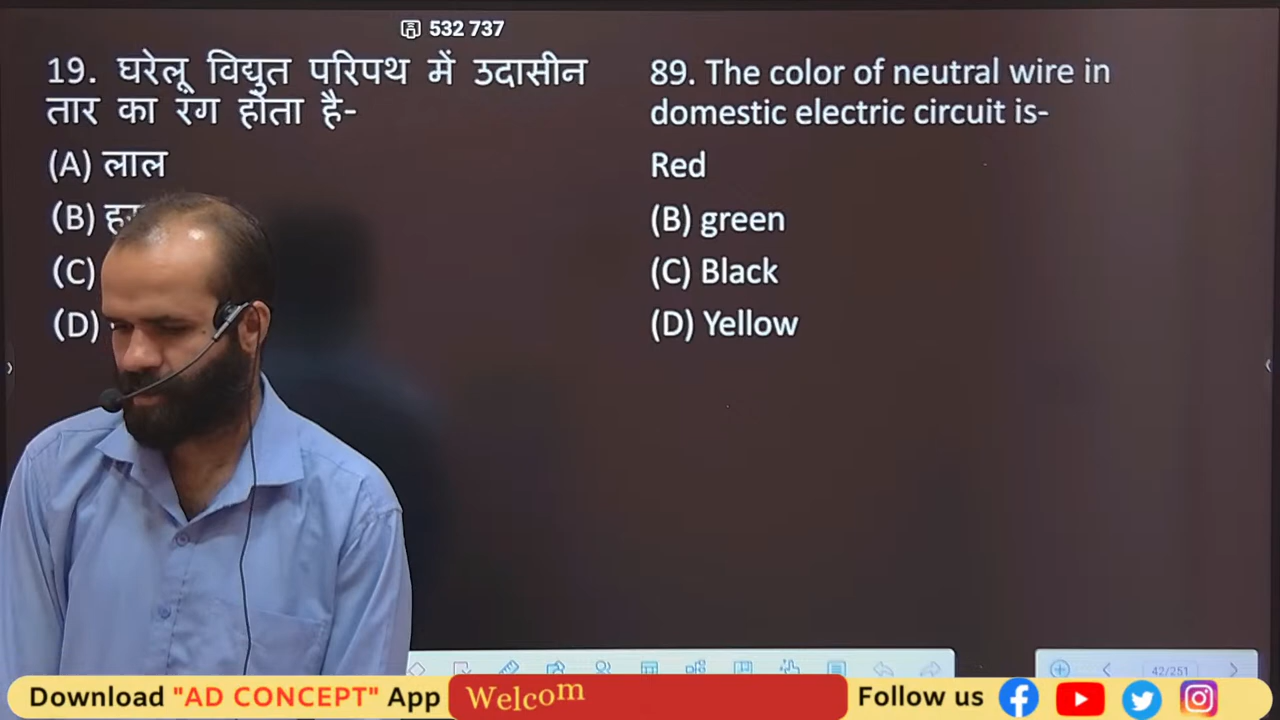 532 737
19. घरेलू विद्युत परिपथ में उदासीन
तार का रंग होता है-
(A) लाल
(B)
(C)
(D)
89. The color of neutral wire in
domestic electric circuit is-
Red
(B) green
(C) Black
(D) Yellow
42/251
Download "AD CONCEPT" App
Welcom
Follow us